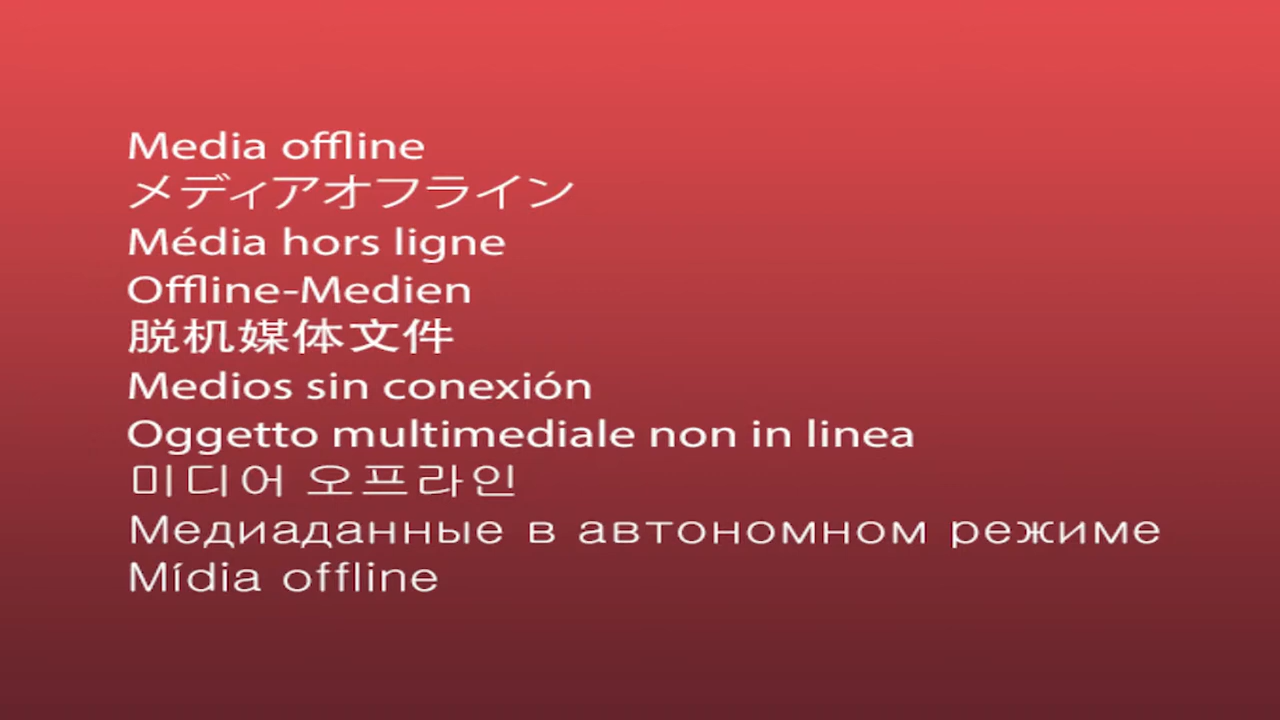 Media offline
メディアオフライン
Média hors ligne
Offline-Medien
脱机媒体文件
Medios sin conexión
Oggetto multimediale non in linea
미디어 오프라인
Медиаданные в автономном режиме
Mídia offline